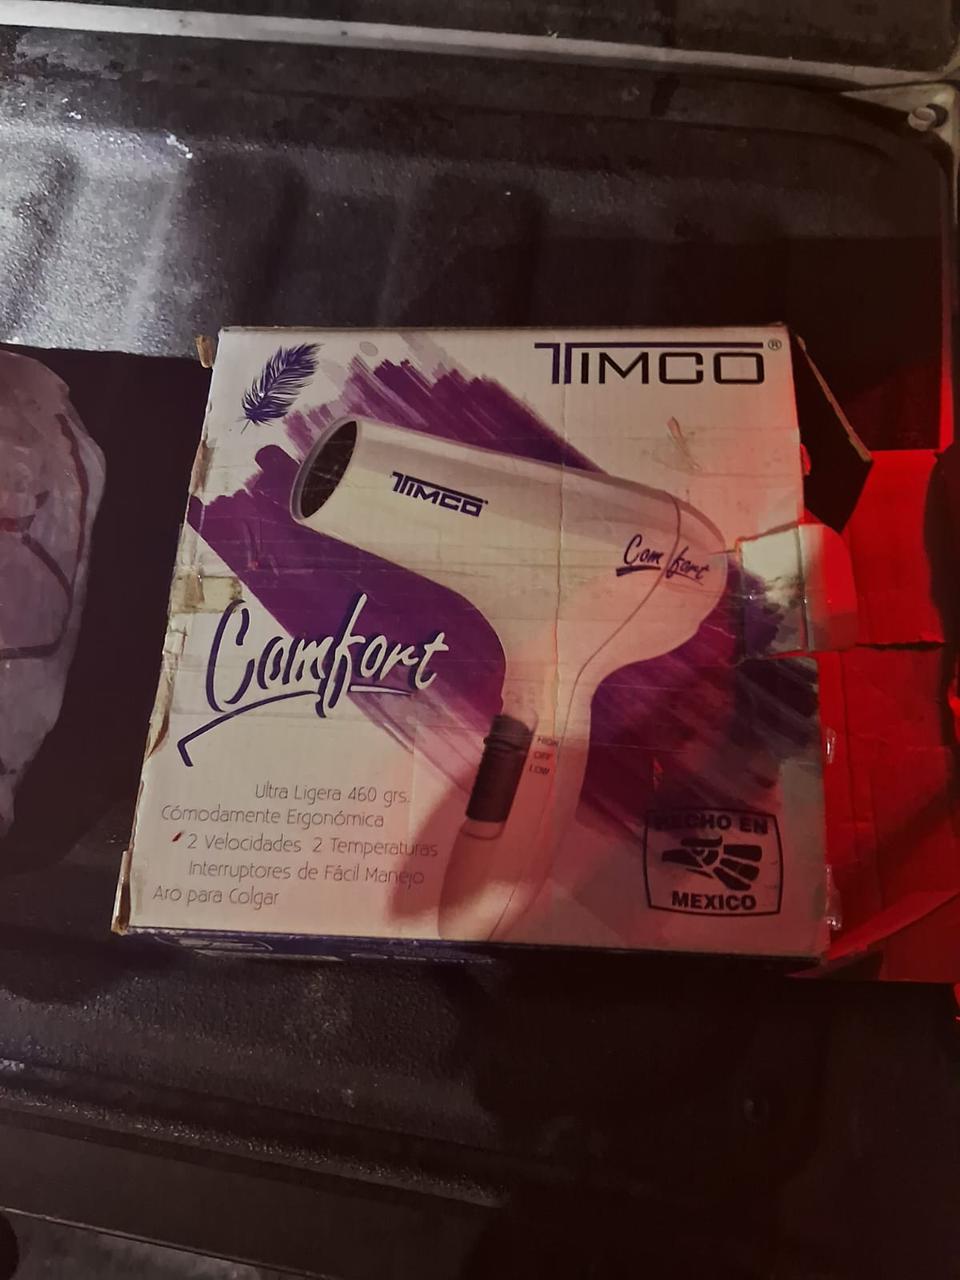 TIMCO®
TIMCO
Comfort
Comfort
HIGH
OFF
LOW
Ultra Ligera 460 grs.
Cómodamente Ergonómica
2 Velocidades 2 Temperaturas
Interruptores de Fácil Manejo
Aro para Colgar
HECHO EN
MEXICO